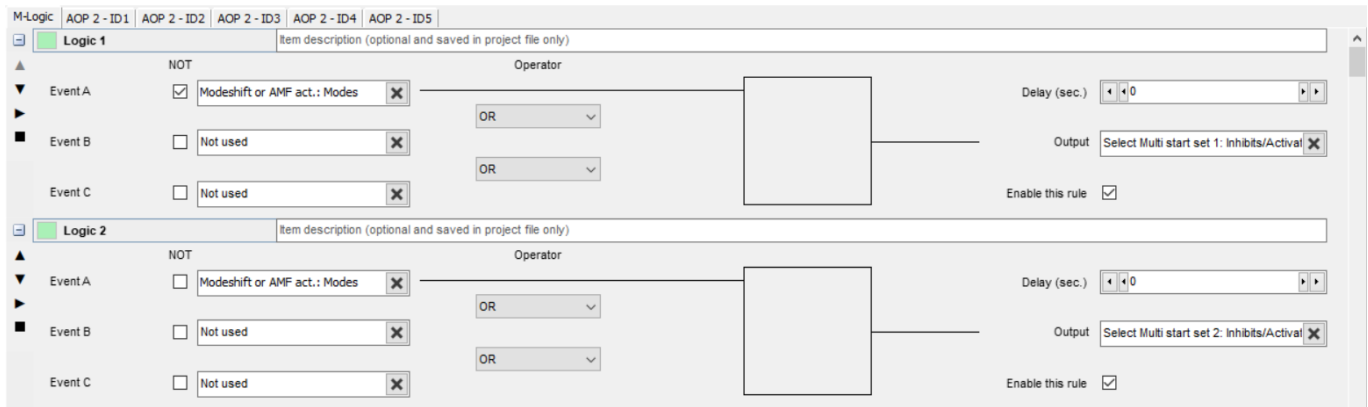 M-Logic AOP 2 - ID1 AOP 2 - ID2 AOP 2 - ID3 AOP 2 - ID4 AOP 2 - ID5
Logic 1 Item description (optional and saved in project file only)
NOT Operator
Event A Modeshift or AMF act.: Modes Delay (sec.) 0
OR
Event B Not used Output Select Multi start set 1: Inhibits/Activat
OR
Event C Not used Enable this rule
Logic 2 Item description (optional and saved in project file only)
NOT Operator
Event A Modeshift or AMF act.: Modes Delay (sec.) 0
OR
Event B Not used Output Select Multi start set 2: Inhibits/Activat
OR
Event C Not used Enable this rule